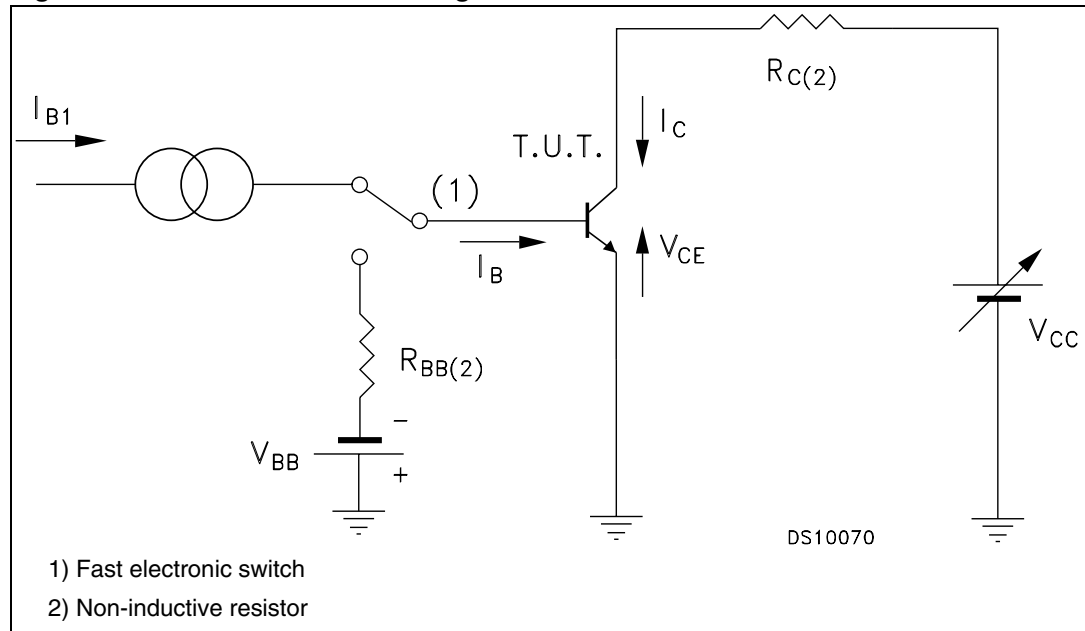 R_C(2)
I_B1
I_C
T.U.T.
(1)
V_CE
I_B
V_CC
R_BB(2)
−
V_BB
+
DS10070
1) Fast electronic switch
2) Non-inductive resistor